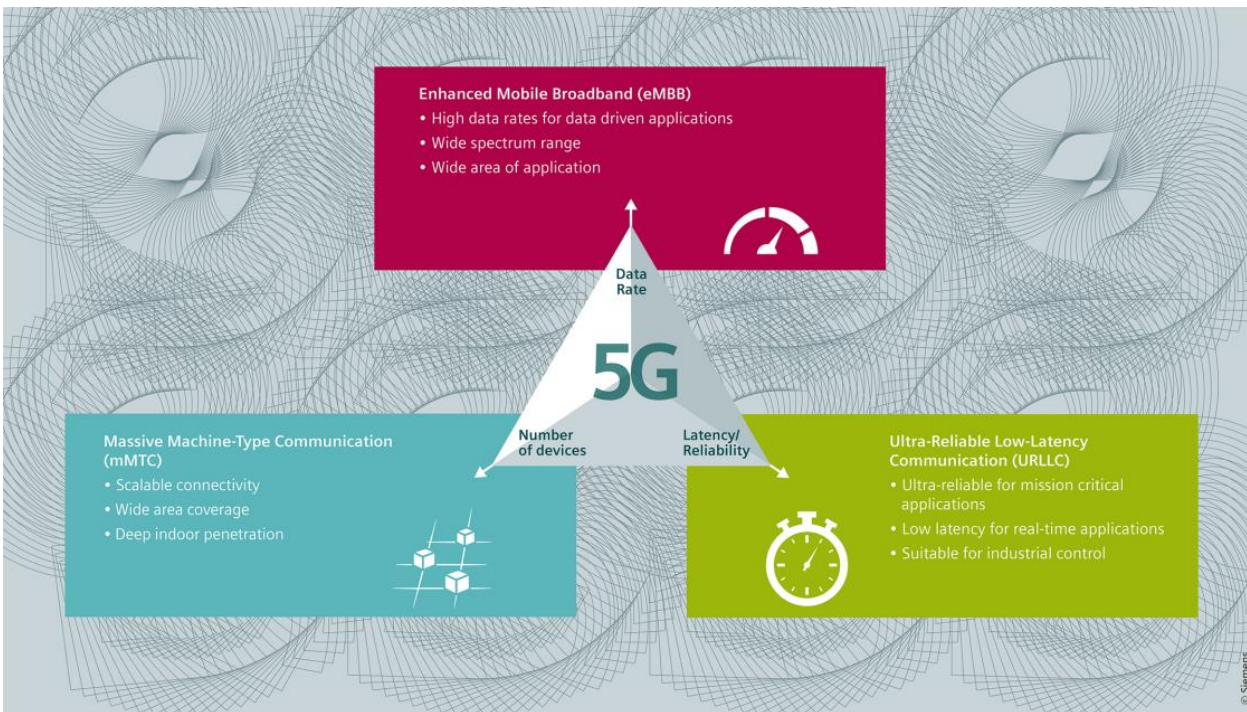 Enhanced Mobile Broadband (eMBB)
• High data rates for data driven applications
• Wide spectrum range
• Wide area of application
Data
Rate
5G
Number
of devices
Latency/
Reliability
Massive Machine-Type Communication
(mMTC)
• Scalable connectivity
• Wide area coverage
• Deep indoor penetration
Ultra-Reliable Low-Latency
Communication (URLLC)
• Ultra-reliable for mission critical
applications
• Low latency for real-time applications
• Suitable for industrial control
© Siemens